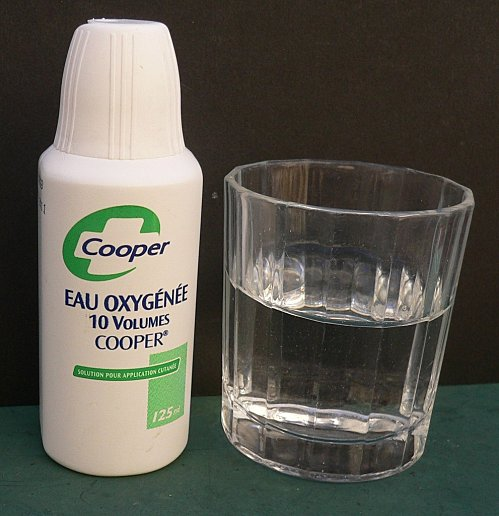 Cooper
EAU OXYGÉNÉE
10 VOLUMES
COOPER®
SOLUTION POUR APPLICATION CUTANÉE
125 ml